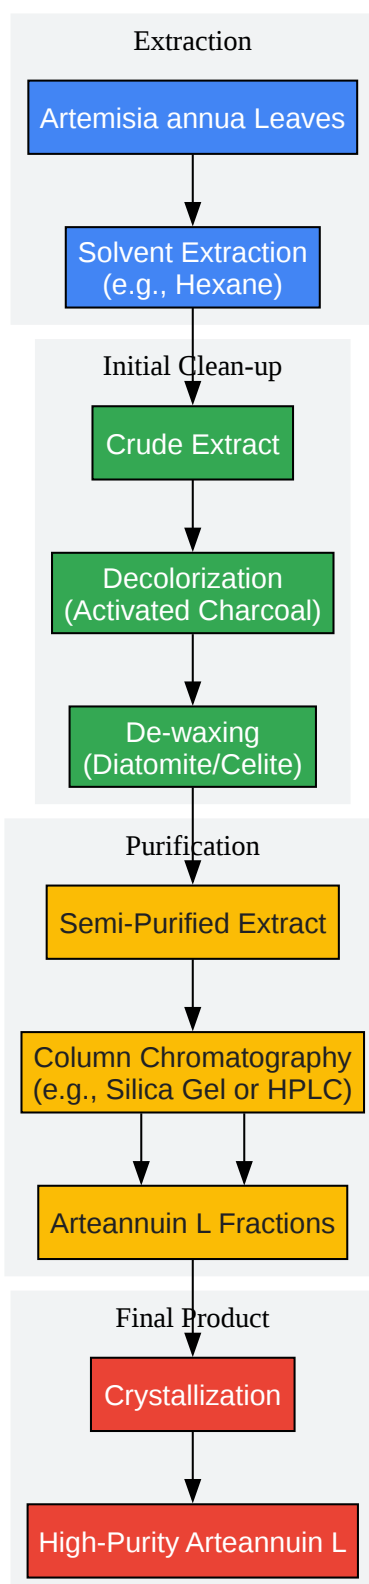 Extraction
Artemisia annua Leaves
Solvent Extraction
(e.g., Hexane)
Initial Clean-up
Crude Extract
Decolorization
(Activated Charcoal)
De-waxing
(Diatomite/Celite)
Purification
Semi-Purified Extract
Column Chromatography
(e.g., Silica Gel or HPLC)
Arteannuin L Fractions
Final Product
Crystallization
High-Purity Arteannuin L